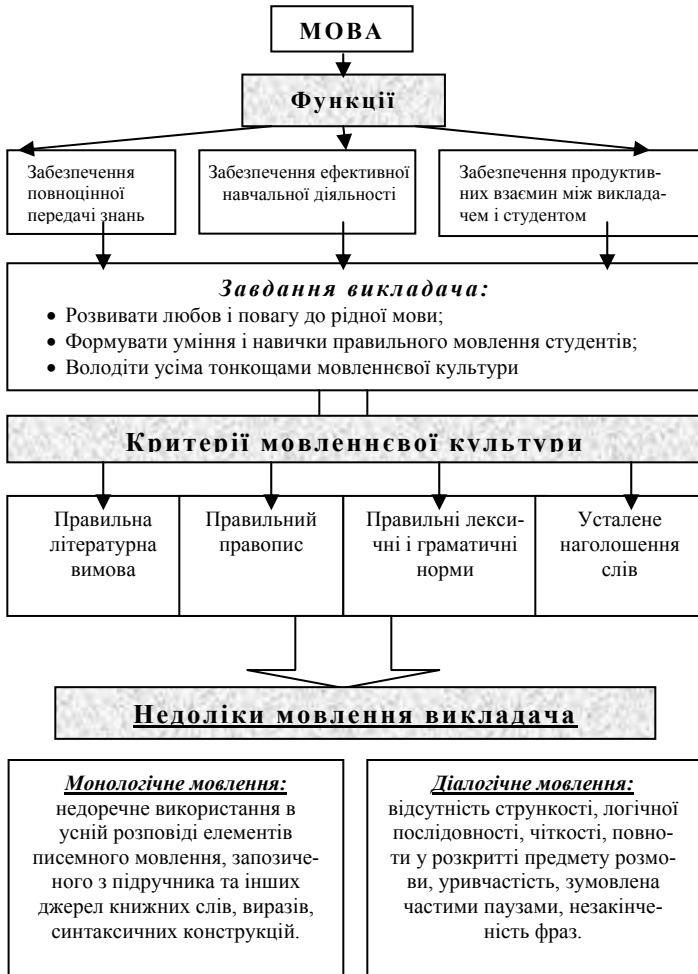 МОВА
Функції
Забезпечення
повноцінної
передачі знань
Забезпечення ефективної
навчальної діяльності
Забезпечення продуктив-
них взаємин між виклада-
чем і студентом
Завдання викладача:
• Розвивати любов і повагу до рідної мови;
• Формувати уміння і навички правильного мовлення студентів;
• Володіти усіма тонкощами мовленнєвої культури
Критерії мовленнєвої культури
Правильна
літературна
вимова
Правильний
правопис
Правильні лекси-
чні і граматичні
норми
Усталене
наголошення
слів
Недоліки мовлення викладача
Монологічне мовлення:
недоречне використання в
усній розповіді елементів
писемного мовлення, запозиче-
ного з підручника та інших
джерел книжних слів, виразів,
синтаксичних конструкцій.
Діалогічне мовлення:
відсутність стрункості, логічної
послідовності, чіткості, повно-
ти у розкритті предмету розмо-
ви, уривчастість, зумовлена
частими паузами, незакінче-
ність фраз.